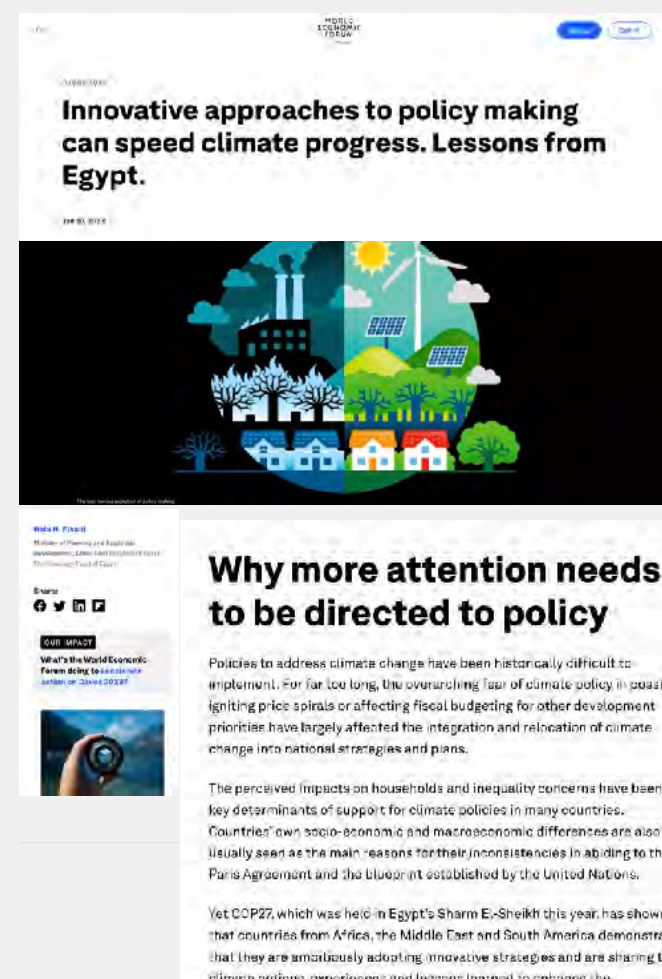 WORLD
ECONOMIC
FORUM
Innovative approaches to policy making
can speed climate progress. Lessons from
Egypt.
Share
OUR IMPACT
What's the World Economic
Forum doing to accelerate
action on
Why more attention needs
to be directed to policy
Policies to address climate change have been historically difficult to
implement. For far too long, the overarching fear of climate policy in
igniting price spirals or affecting fiscal budgeting for other development
priorities have largely affected the integration and relocation of climate
change into national strategies and plans.
The perceived impacts on households and inequality concerns have been
key determinants of support for climate policies in many countries.
Countries' own socio-economic and macroeconomic differences are also
usually seen as the main reasons for their inconsistencies in abiding to
Paris Agreement and the blueprint established by the United Nations.
Yet COP27, which was held in Egypt's Sharm El-Sheikh this year, has
that countries from Africa, the Middle East and South America
that they are ambitiously adopting innovative strategies and are sharing
climate actions, experiences and lessons learned to enhance the